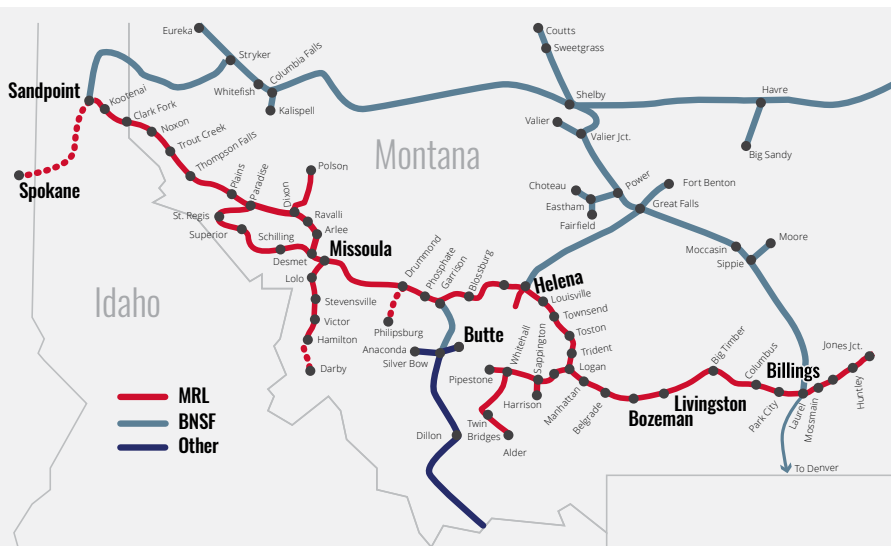 Eureka
Stryker
Columbia Falls
Whitefish
Kalispell
Coutts
Sweetgrass
Shelby
Havre
Valier
Valier Jct.
Big Sandy
Sandpoint
Kootenai
Clark Fork
Noxon
Trout Creek
Thompson Falls
Montana
Spokane
Plains
Paradise
Dixon
Polson
Choteau
Power
Fort Benton
Eastham
Great Falls
Fairfield
St. Regis
Ravalli
Superior
Arlee
Schilling
Missoula
Desmet
Lolo
Drummond
Phosphate
Garrison
Blossburg
Helena
Moccasin
Moore
Sippie
Idaho
Stevensville
Victor
Hamilton
Darby
Philipsburg
Anaconda
Silver Bow
Butte
Louisville
Townsend
Toston
Trident
Logan
Whitehall
Sappington
Pipestone
Harrison
Manhattan
Belgrade
Bozeman
Livingston
Big Timber
Columbus
Billings
Jones Jct.
Park City
Laurel
Mossmain
Huntley
MRL
BNSF
Other
Dillon
Twin
Bridges
Alder
To Denver